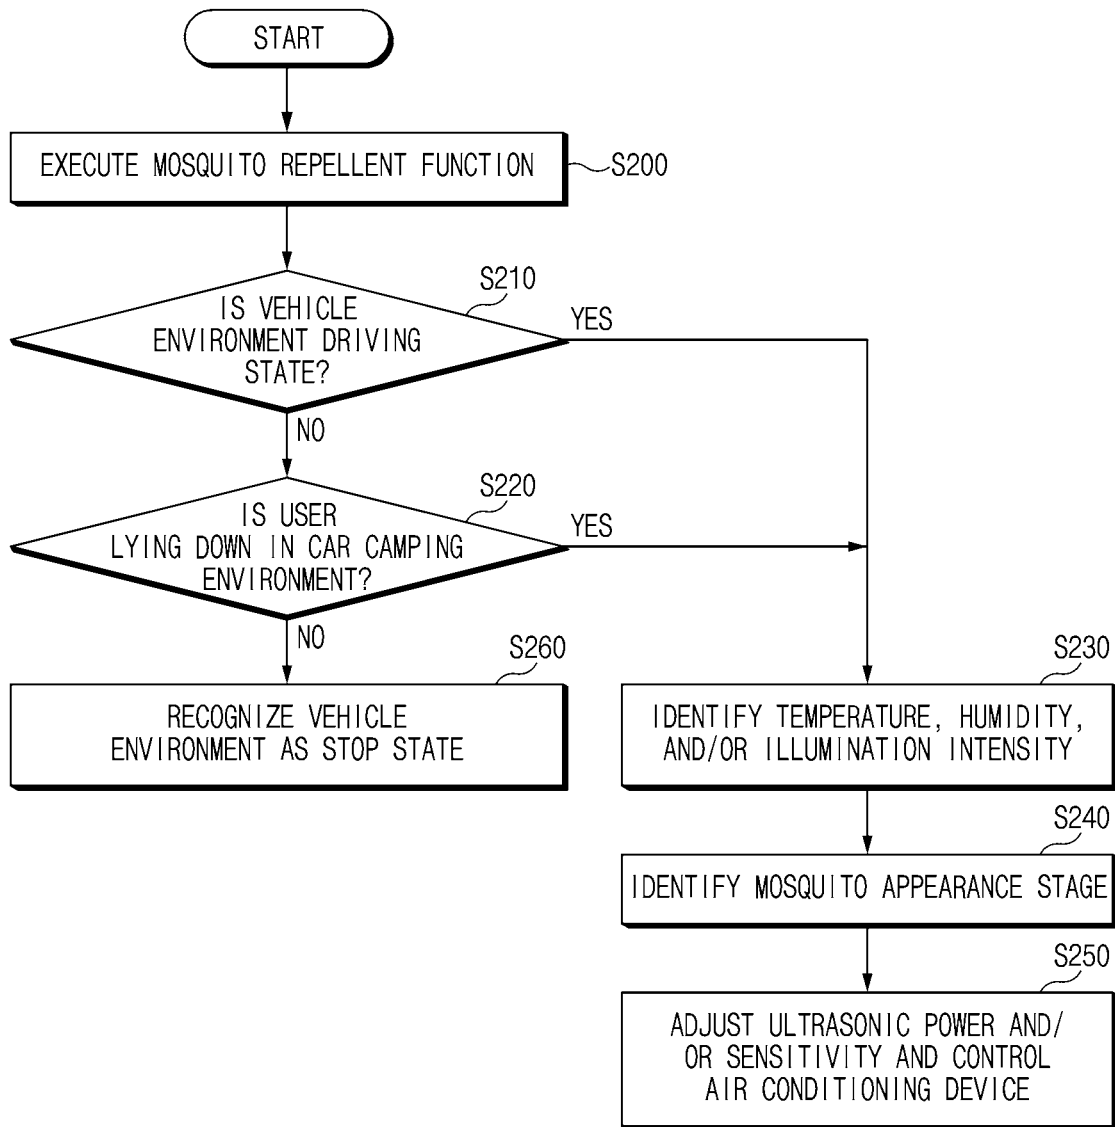 START
EXECUTE MOSQUITO REPELLENT FUNCTION
S200
S210
IS VEHICLE
ENVIRONMENT DRIVING
STATE?
YES
NO
S220
IS USER
LYING DOWN IN CAR CAMPING
ENVIRONMENT?
YES
NO
S260
RECOGNIZE VEHICLE
ENVIRONMENT AS STOP STATE
S230
IDENTIFY TEMPERATURE, HUMIDITY,
AND/OR ILLUMINATION INTENSITY
S240
IDENTIFY MOSQUITO APPEARANCE STAGE
S250
ADJUST ULTRASONIC POWER AND/
OR SENSITIVITY AND CONTROL
AIR CONDITIONING DEVICE